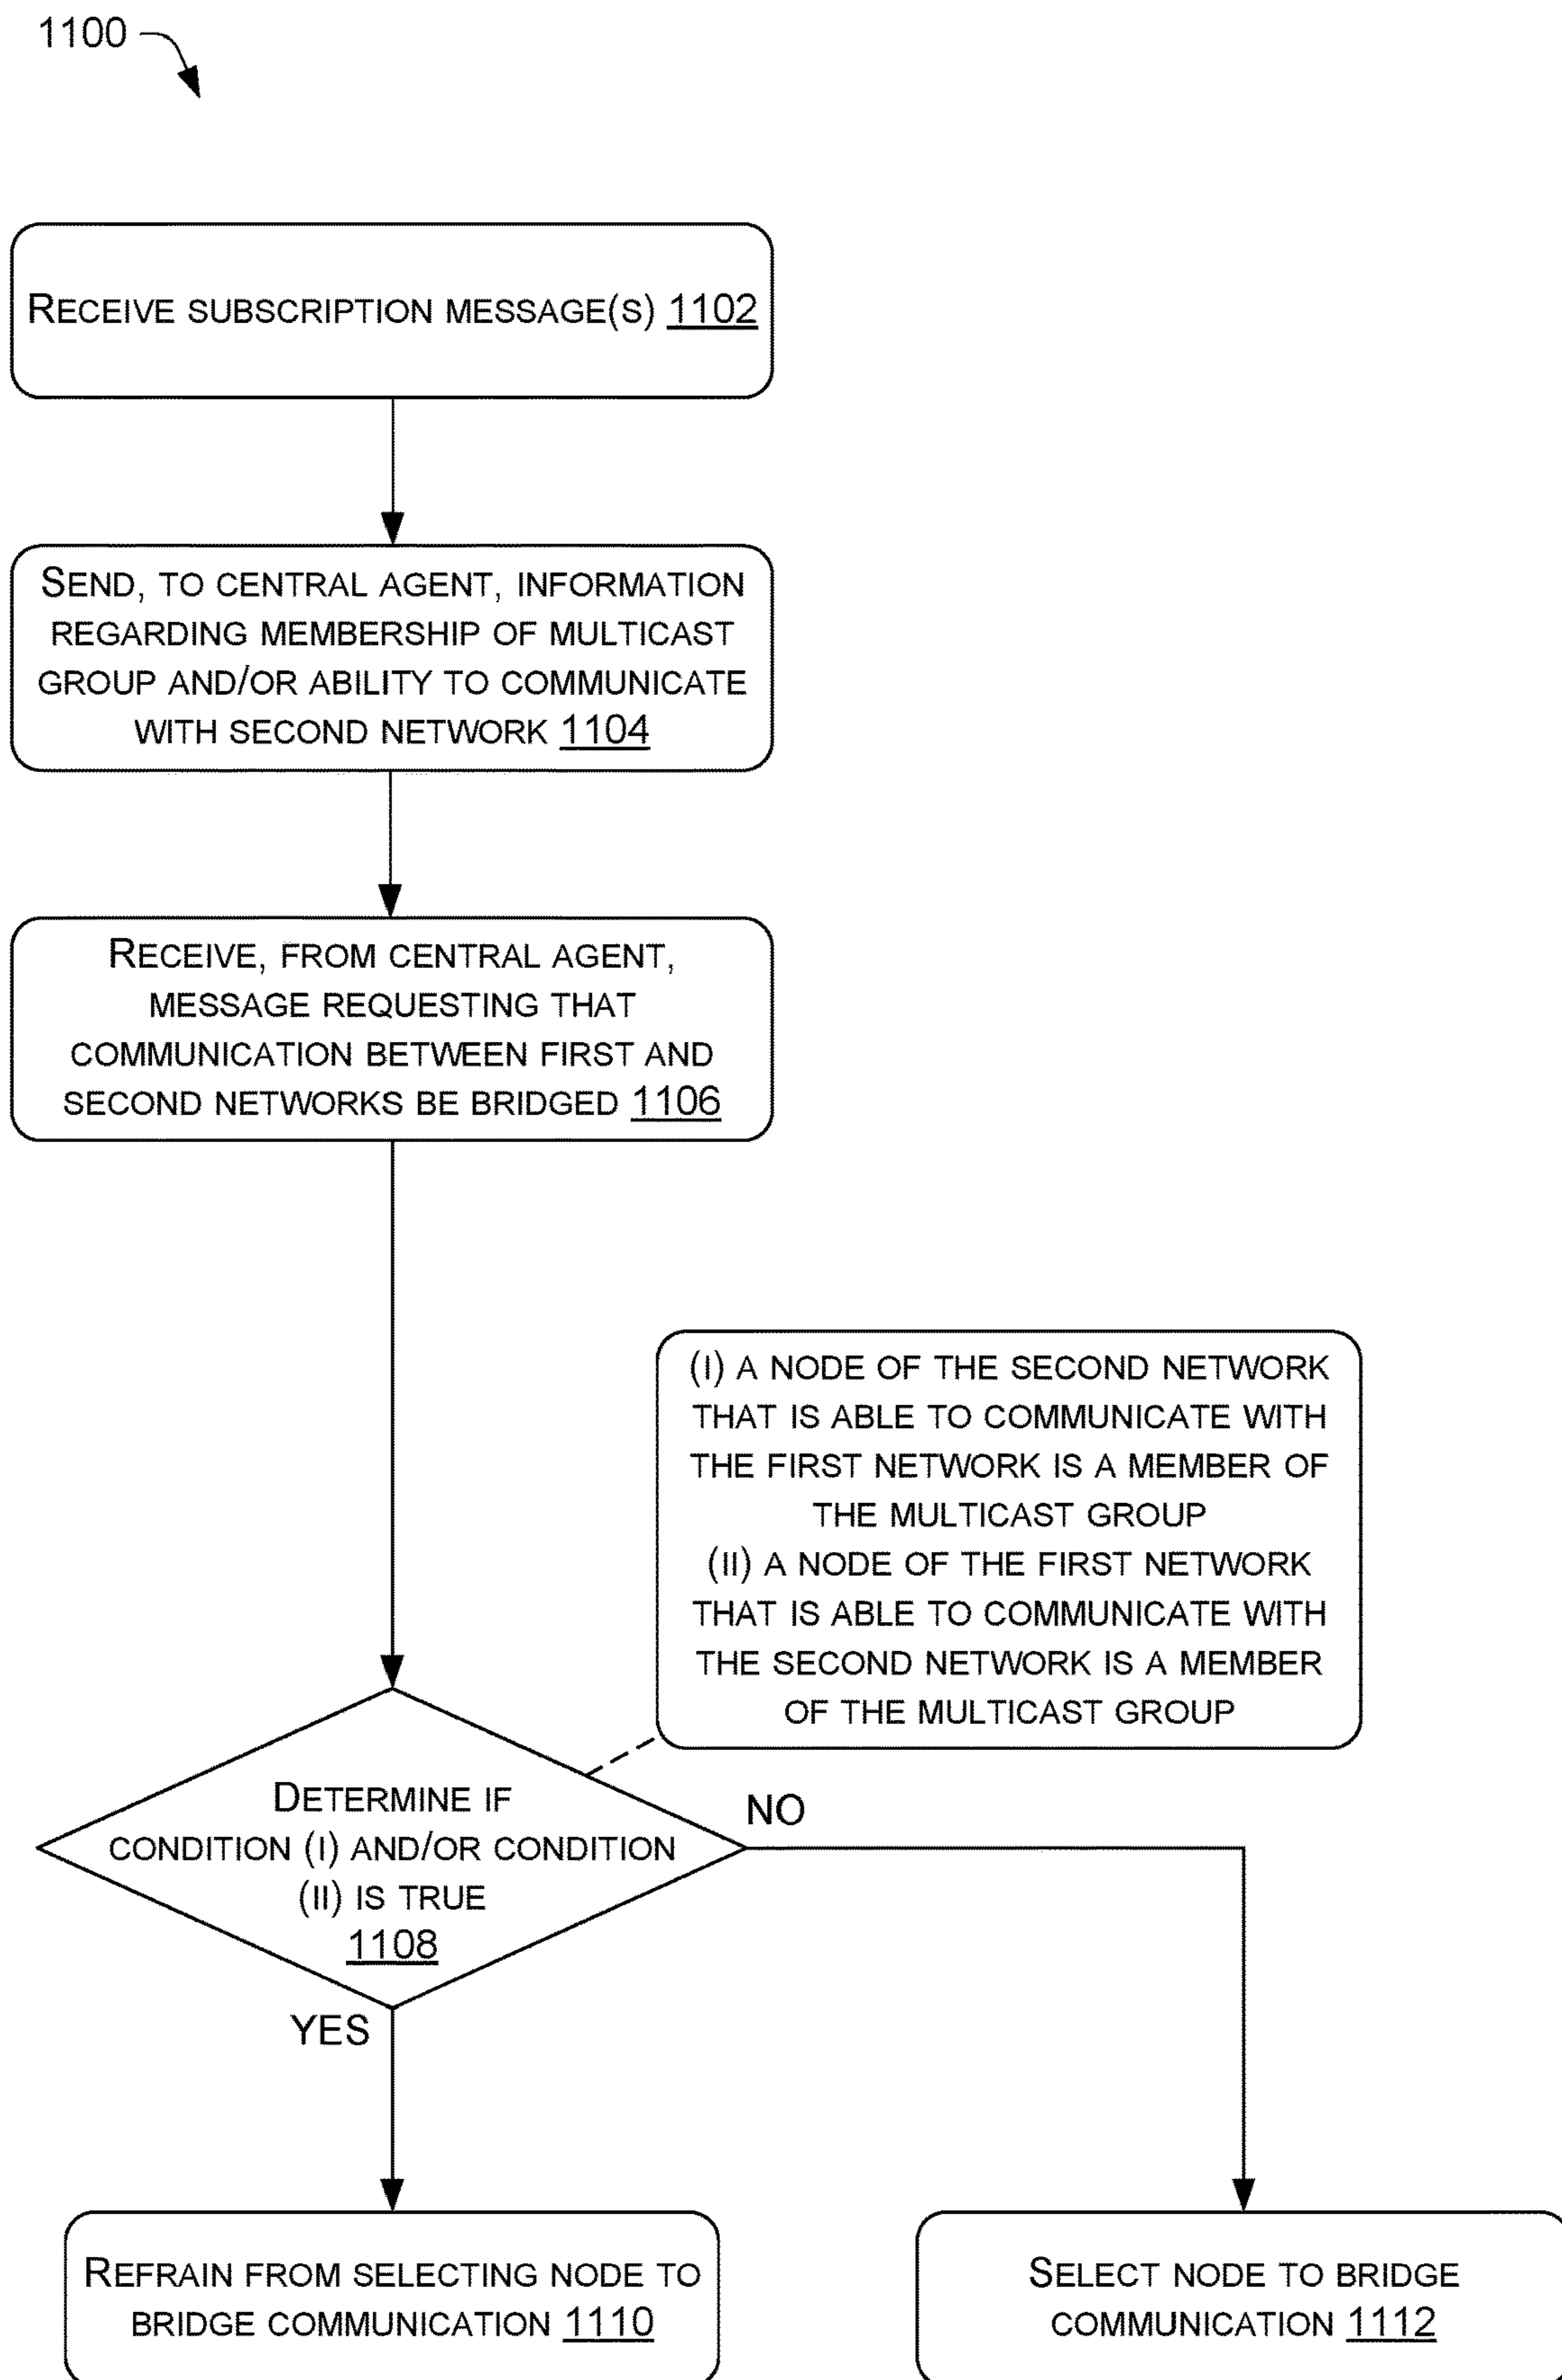 1100
RECEIVE SUBSCRIPTION MESSAGE(S) 1102
SEND, TO CENTRAL AGENT, INFORMATION
REGARDING MEMBERSHIP OF MULTICAST
GROUP AND/OR ABILITY TO COMMUNICATE
WITH SECOND NETWORK 1104
RECEIVE, FROM CENTRAL AGENT,
MESSAGE REQUESTING THAT
COMMUNICATION BETWEEN FIRST AND
SECOND NETWORKS BE BRIDGED 1106
(I) A NODE OF THE SECOND NETWORK
THAT IS ABLE TO COMMUNICATE WITH
THE FIRST NETWORK IS A MEMBER OF
THE MULTICAST GROUP
(II) A NODE OF THE FIRST NETWORK
THAT IS ABLE TO COMMUNICATE WITH
THE SECOND NETWORK IS A MEMBER
OF THE MULTICAST GROUP
DETERMINE IF
CONDITION (I) AND/OR CONDITION
(II) IS TRUE
1108
NO
YES
REFRAIN FROM SELECTING NODE TO
BRIDGE COMMUNICATION 1110
SELECT NODE TO BRIDGE
COMMUNICATION 1112